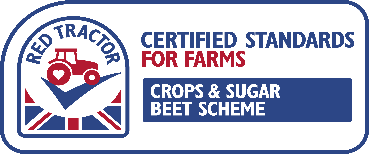 RED TRACTOR
CERTIFIED STANDARDS
FOR FARMS
CROPS & SUGAR
BEET SCHEME